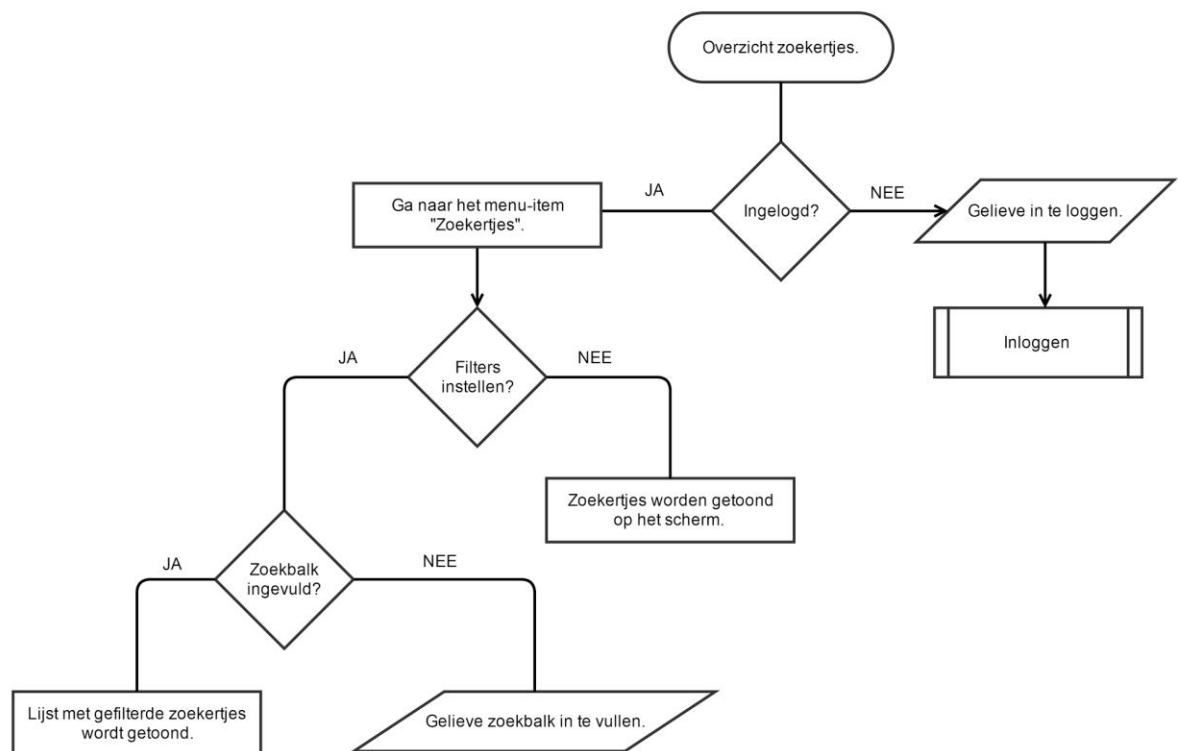 Overzicht zoekertjes.
JA
NEE
Ga naar het menu-item
"Zoekertjes".
Ingelogd?
Gelieve in te loggen.
Inloggen
JA
NEE
Filters
instellen?
Zoekertjes worden getoond
op het scherm.
JA
NEE
Zoekbalk
ingevuld?
Lijst met gefilterde zoekertjes
wordt getoond.
Gelieve zoekbalk in te vullen.